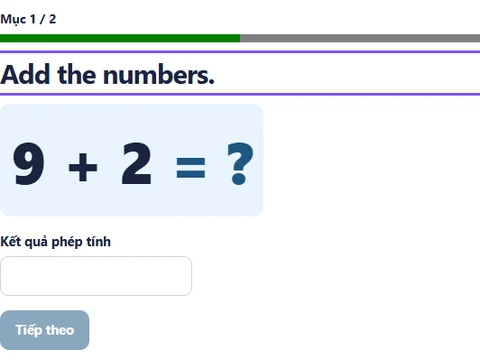 Mục 1 / 2
Add the numbers.
9 + 2 = ?
Kết quả phép tính
Tiếp theo